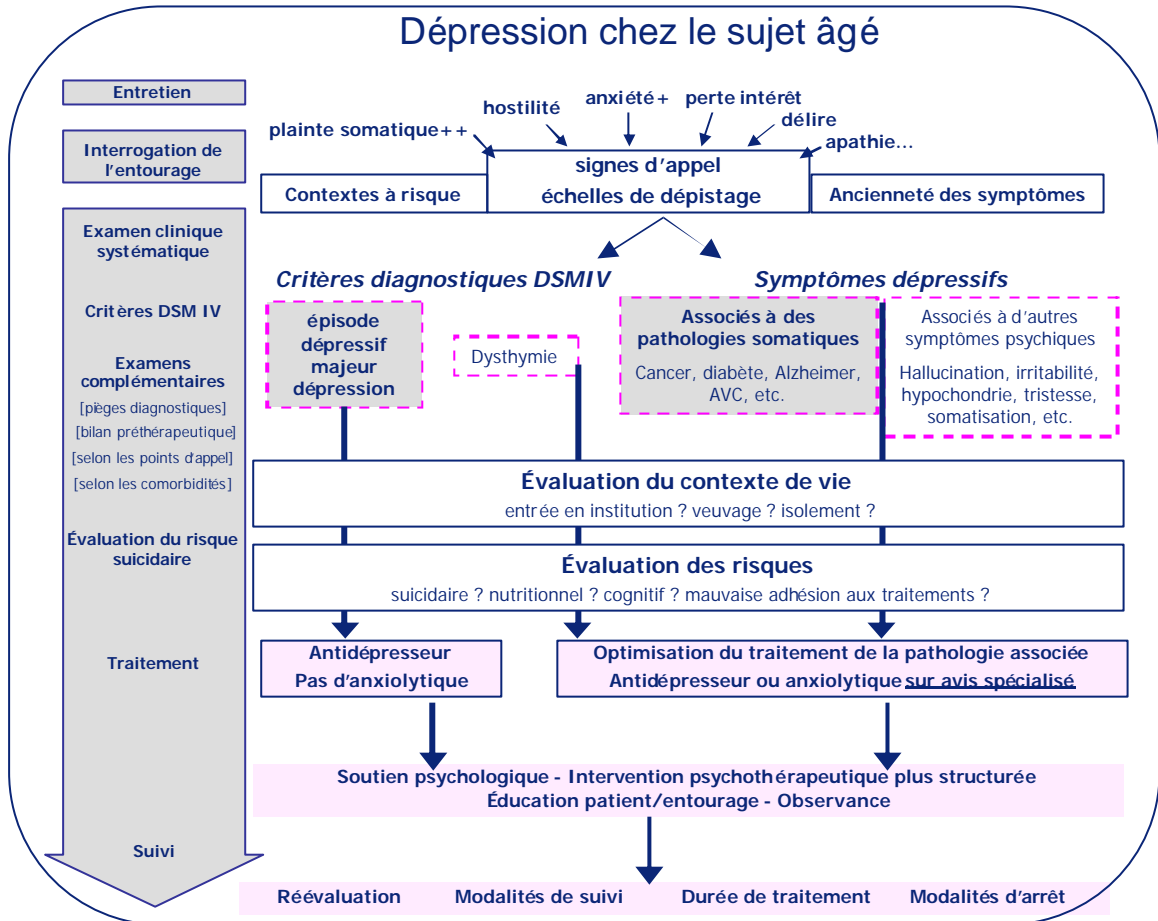 Dépression chez le sujet âgé
Entretien
Interrogation de
l'entourage
Examen clinique
systématique
Critères DSM IV
Examens
complémentaires
[pièges diagnostiques]
[bilan préthérapeutique]
[selon les points d'appel]
[selon les comorbidités]
Évaluation du risque
suicidaire
Traitement
Suivi
plainte somatique++
hostilité
anxiété+
perte intérêt
délire
apathie…
signes d'appel
échelles de dépistage
Contextes à risque
Ancienneté des symptômes
Critères diagnostiques DSMIV
Symptômes dépressifs
épisode
dépressif
majeur
dépression
Dysthymie
Associés à des
pathologies somatiques
Cancer, diabète, Alzheimer,
AVC, etc.
Associés à d'autres
symptômes psychiques
Hallucination, irritabilité,
hypochondrie, tristesse,
somatisation, etc.
Évaluation du contexte de vie
entrée en institution ? veuvage ? isolement ?
Évaluation des risques
suicidaire ? nutritionnel ? cognitif ? mauvaise adhésion aux traitements ?
Antidépresseur
Pas d'anxiolytique
Optimisation du traitement de la pathologie associée
Antidépresseur ou anxiolytique sur avis spécialisé
Soutien psychologique - Intervention psychothérapeutique plus structurée
Éducation patient/entourage - Observance
Réévaluation Modalités de suivi Durée de traitement Modalités d'arrêt